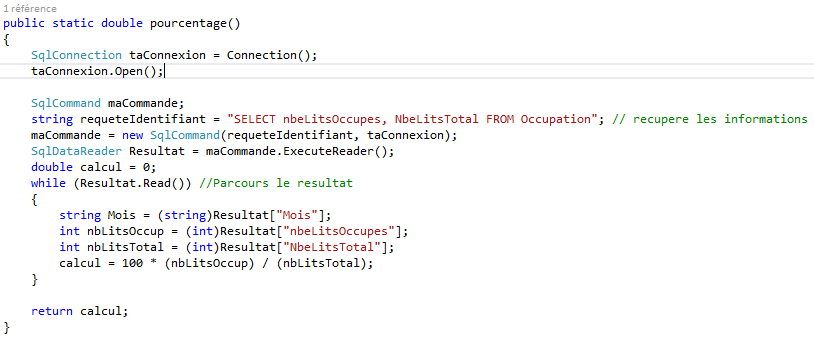 1 référence
public static double pourcentage()
{
    SqlConnection taConnexion = Connection();
    taConnexion.Open();
    SqlCommand maCommande;
    string requeteIdentifiant = "SELECT nbeLitsOccupes, NbeLitsTotal FROM Occupation"; // recupere les informations
    maCommande = new SqlCommand(requeteIdentifiant, taConnexion);
    SqlDataReader Resultat = maCommande.ExecuteReader();
    double calcul = 0;
    while (Resultat.Read()) //Parcours le resultat
    {
        string Mois = (string)Resultat["Mois"];
        int nbLitsOccup = (int)Resultat["nbeLitsOccupes"];
        int nbLitsTotal = (int)Resultat["NbeLitsTotal"];
        calcul = 100 * (nbLitsOccup) / (nbLitsTotal);
    }
    return calcul;
}